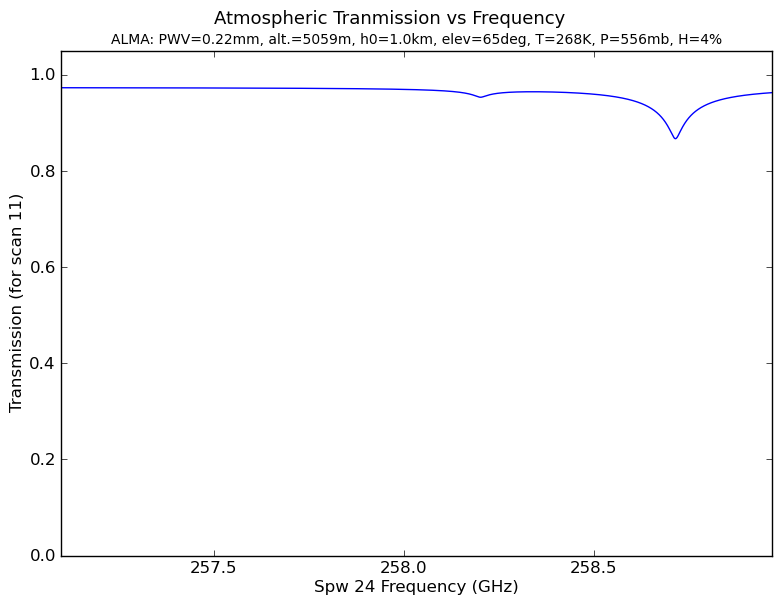 Atmospheric Tranmission vs Frequency
ALMA: PWV=0.22mm, alt.=5059m, h0=1.0km, elev=65deg, T=268K, P=556mb, H=4%
Transmission (for scan 11)
1.0
0.8
0.6
0.4
0.2
0.0
257.5
258.0
258.5
Spw 24 Frequency (GHz)